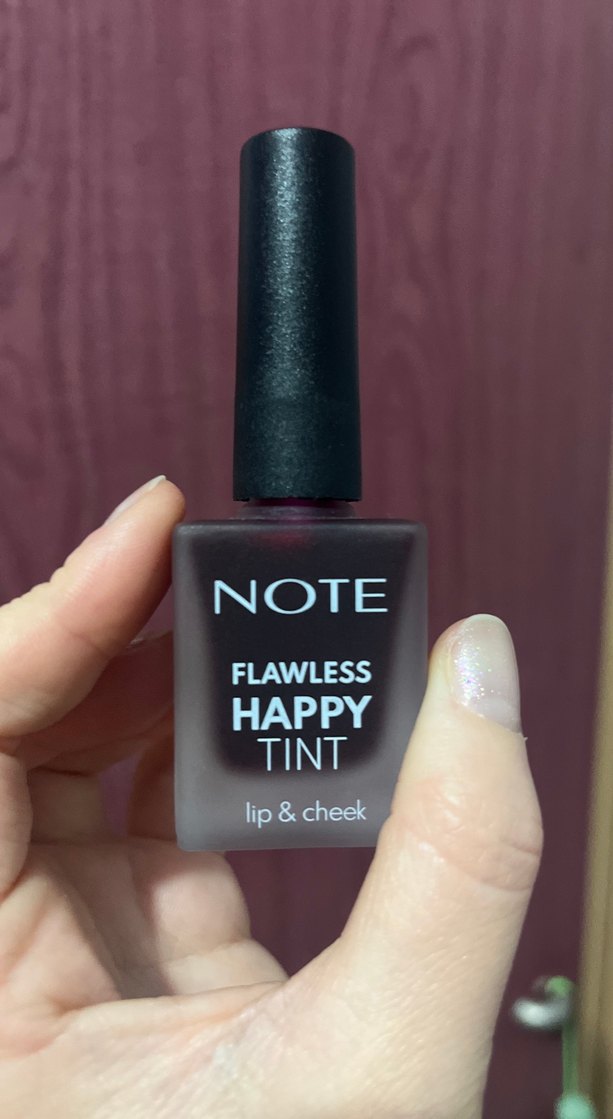 NOTE
FLAWLESS
HAPPY
TINT
lip & cheek